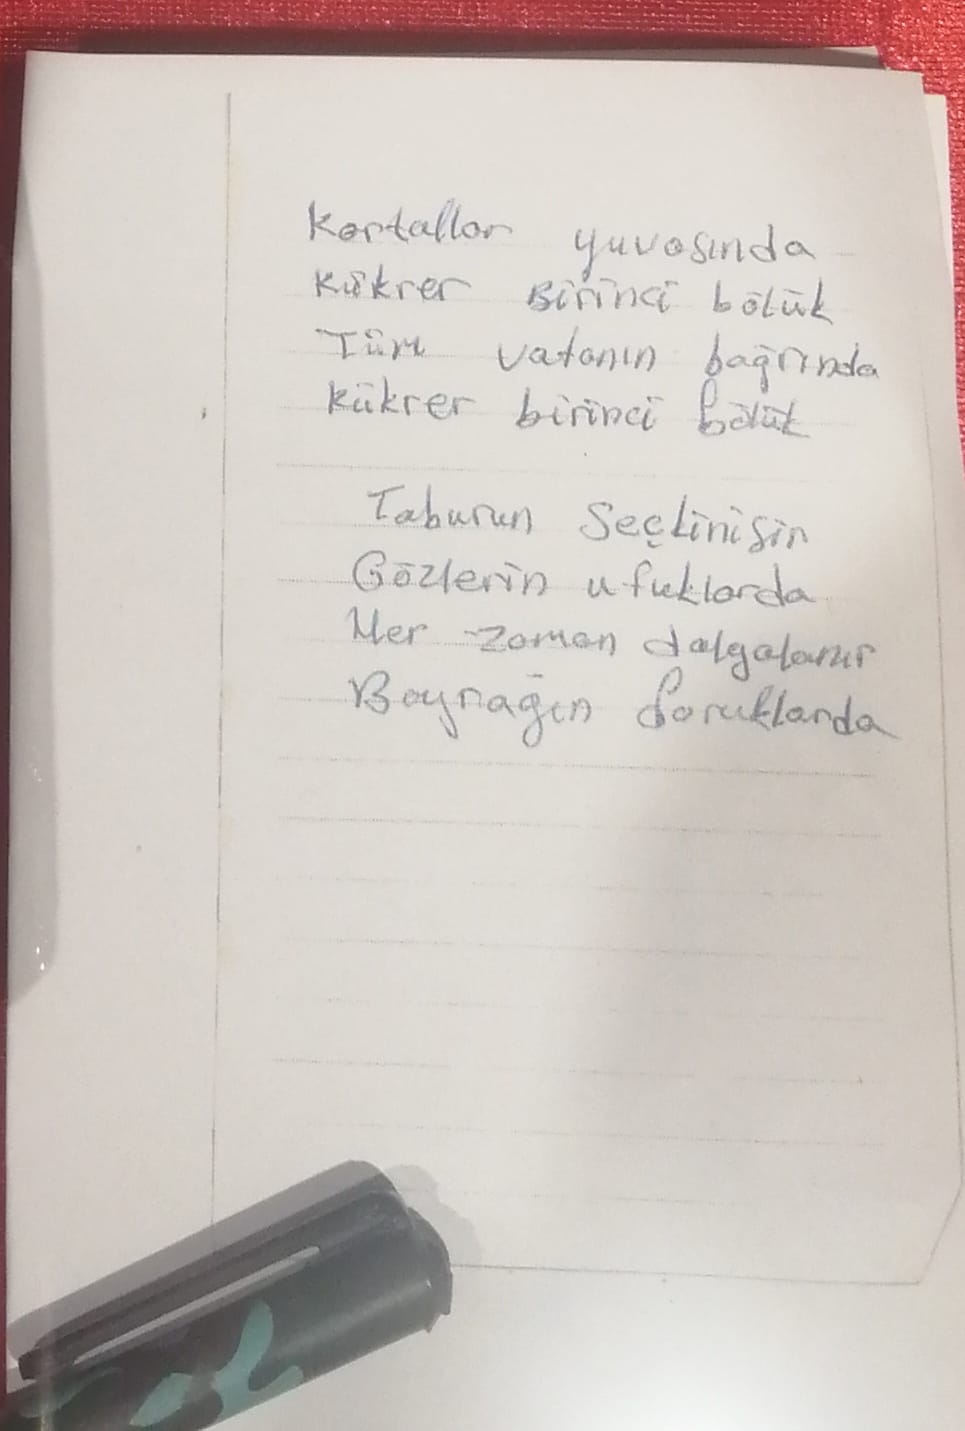 Kartallar yuvasında
Kükrer Birinci bölük
Tüm vatanın bağrında
Kükrer birinci bölük
Taburun Seçkinisin
Gözlerin ufuklarda
Her zaman dalgalanır
Bayrağın doruklarda